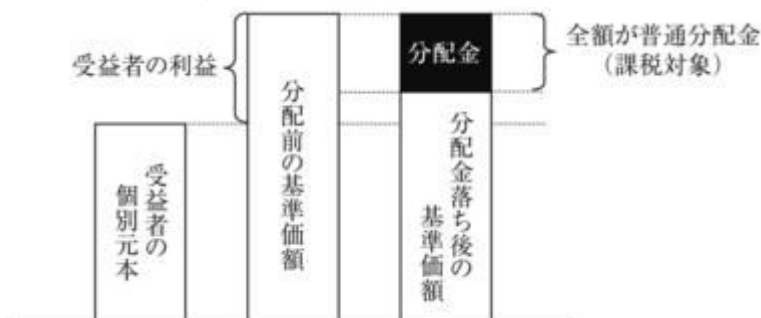 受益者の利益
分配金
全額が普通分配金
(課税対象)
受益者の
個別元本
分配前の基準価額
分配金落ち後の
基準価額